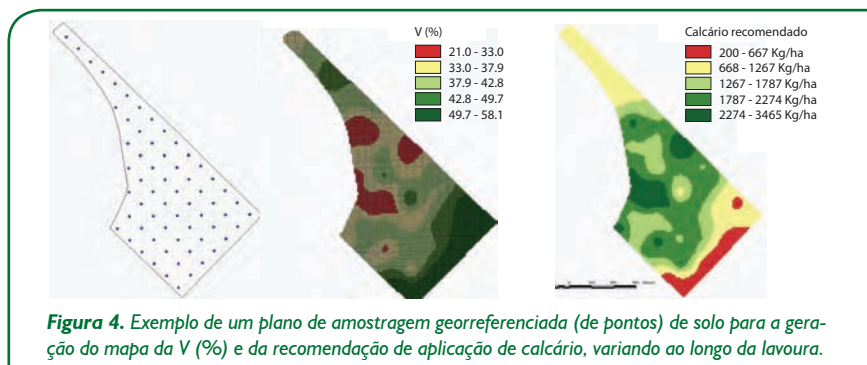 V (%)
21.0 - 33.0
33.0 - 37.9
37.9 - 42.8
42.8 - 49.7
49.7 - 58.1
Calcário recomendado
200 - 667 Kg/ha
668 - 1267 Kg/ha
1267 - 1787 Kg/ha
1787 - 2274 Kg/ha
2274 - 3465 Kg/ha
Figura 4. Exemplo de um plano de amostragem georreferenciada (de pontos) de solo para a gera-
ção do mapa da V (%) e da recomendação de aplicação de calcário, variando ao longo da lavoura.